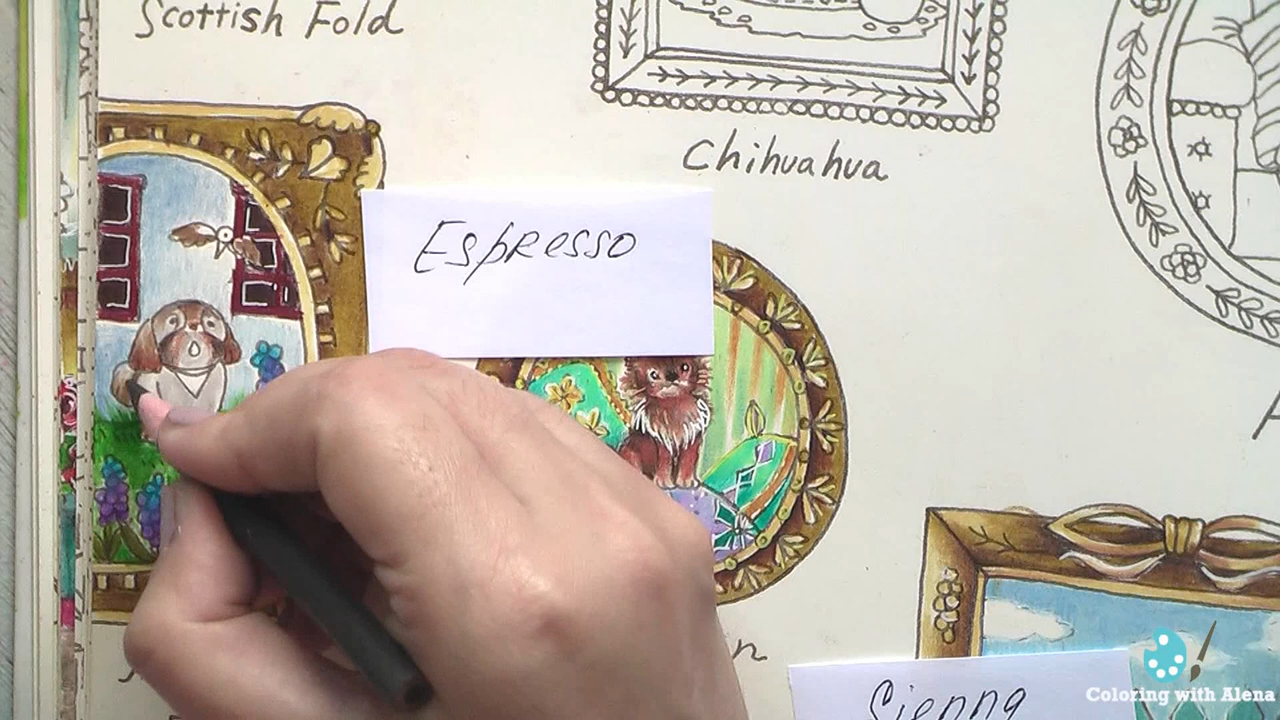 Scottish Fold
Chihuahua
Espresso
Sienna
Coloring with Alena